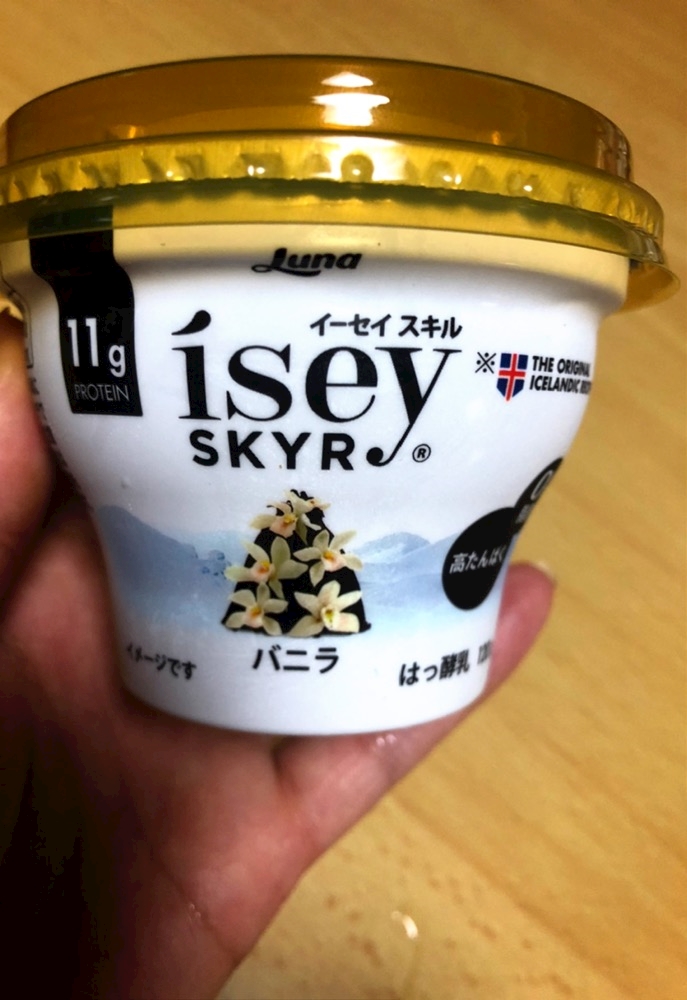 Luna
11g
PROTEIN
イーセイ スキル
ísey
SKYR®
※ THE ORIGINAL
ICELANDIC
高たんぱく
イメージです
バニラ
はっ酵乳